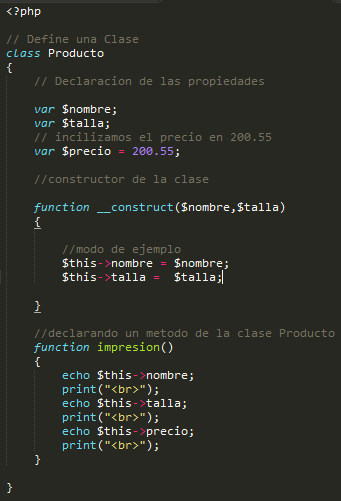 <?php
// Define una Clase
class Producto
{
// Declaracion de las propiedades
var $nombre;
var $talla;
// incilizamos el precio en 200.55
var $precio = 200.55;
//constructor de la clase
function __construct($nombre,$talla)
{
//modo de ejemplo
$this->nombre = $nombre;
$this->talla =  $talla;
}
//declarando un metodo de la clase Producto
function impresion()
{
echo $this->nombre;
print("<br>");
echo $this->talla;
print("<br>");
echo $this->precio;
print("<br>");
}
}